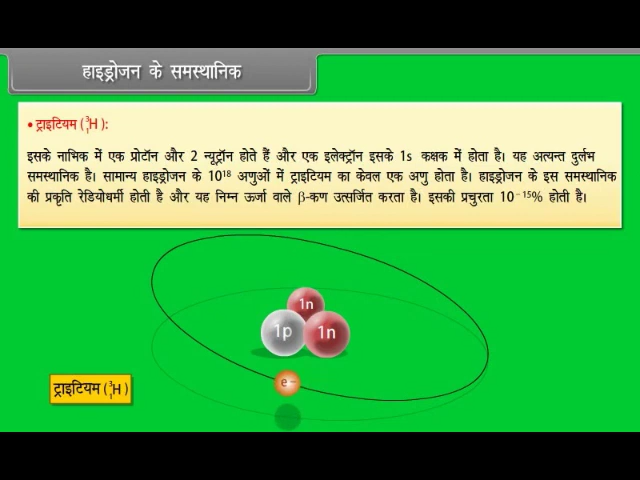 हाइड्रोजन के समस्थानिक
• ट्राइटियम (³₁H):
इसके नाभिक में एक प्रोटॉन और 2 न्यूट्रॉन होते हैं और एक इलेक्ट्रॉन इसके 1s कक्षक में होता है। यह अत्यन्त दुर्लभ
समस्थानिक है। सामान्य हाइड्रोजन के 10¹⁸ अणुओं में ट्राइटियम का केवल एक अणु होता है। हाइड्रोजन के इस समस्थानिक
की प्रकृति रेडियोधर्मी होती है और यह निम्न ऊर्जा वाले β-कण उत्सर्जित करता है। इसकी प्रचुरता 10⁻¹⁵% होती है।
1n
1p
1n
e−
ट्राइटियम (³₁H)